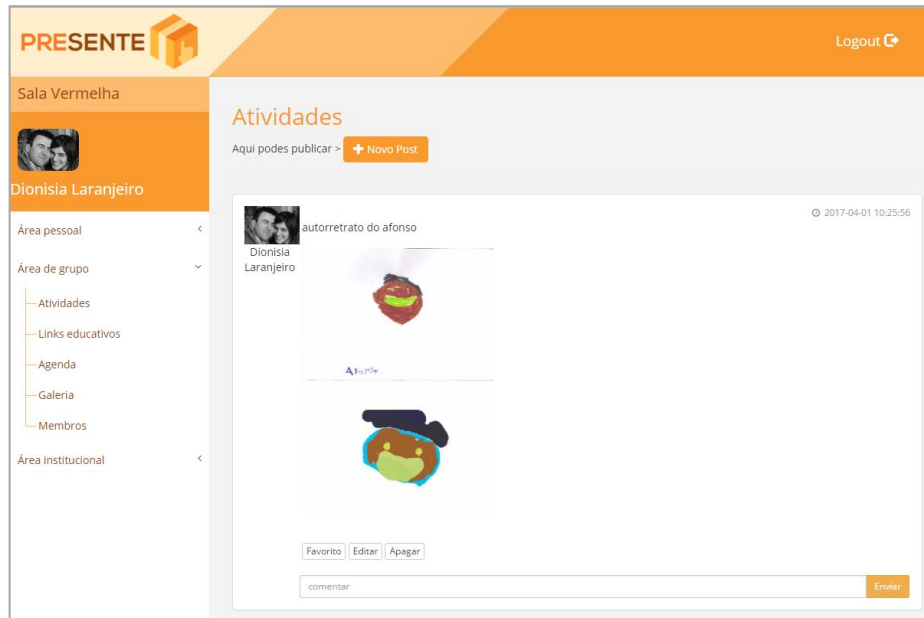 PRESENTE
Logout
Sala Vermelha
Dionisia Laranjeiro
Área pessoal
Área de grupo
Atividades
Links educativos
Agenda
Galeria
Membros
Área institucional
Atividades
Aqui podes publicar >
Novo Post
2017-04-01 10:25:56
autorretrato do afonso
Dionisia
Laranjeiro
Favorito
Editar
Apagar
comentar
Enviar